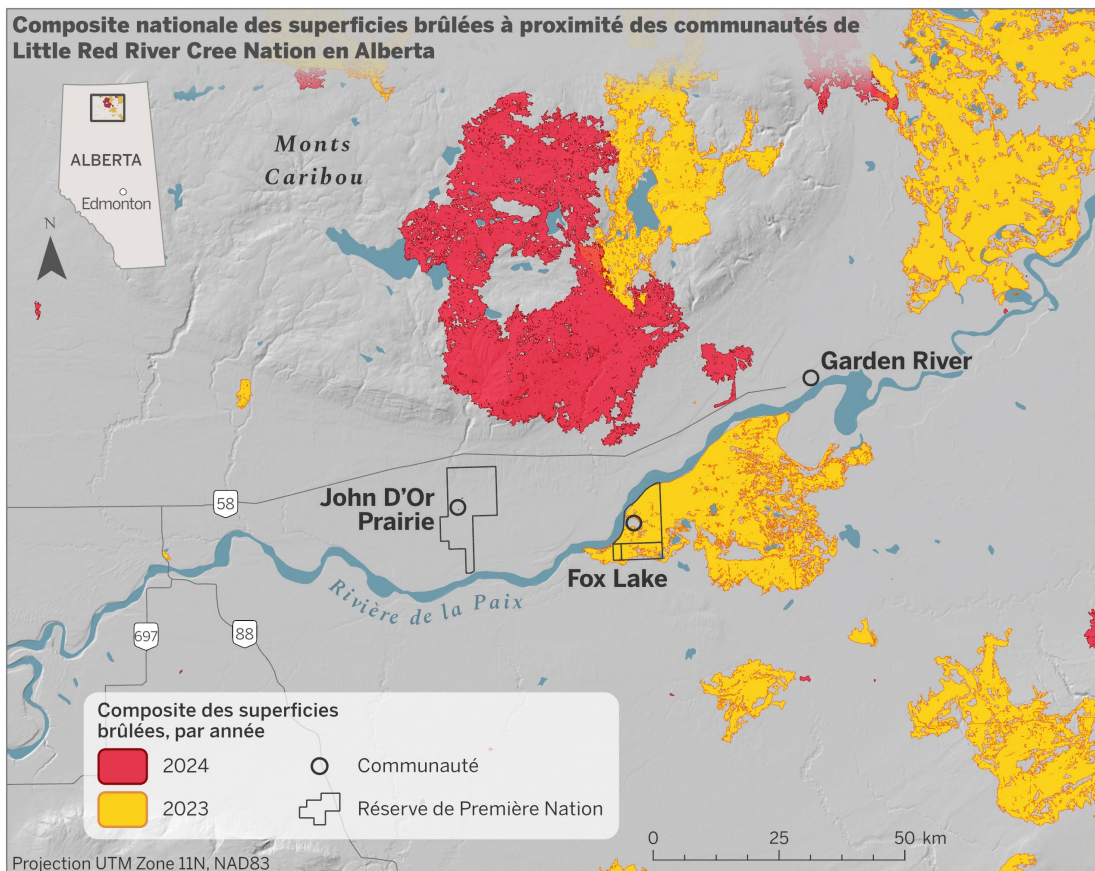 Composite nationale des superficies brûlées à proximité des communautés de
Little Red River Cree Nation en Alberta
ALBERTA
Edmonton
N
Monts
Caribou
Garden River
58
John D'Or
Prairie
Fox Lake
Rivière de la Paix
697
88
Composite des superficies
brûlées, par année
2024
Communauté
2023
Réserve de Première Nation
0 25 50 km
Projection UTM Zone 11N, NAD83